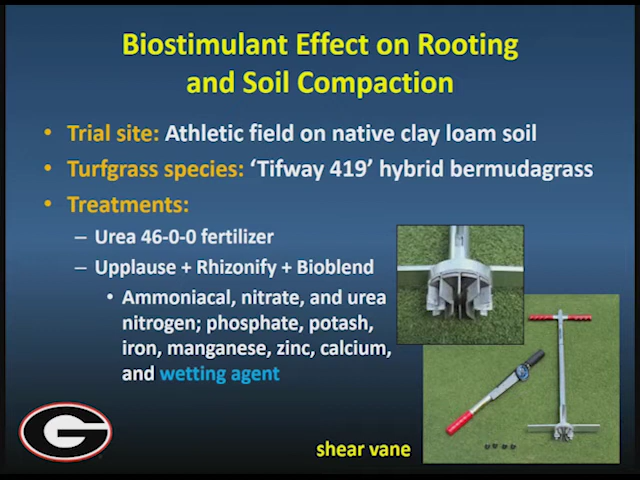 Biostimulant Effect on Rooting
and Soil Compaction
• Trial site: Athletic field on native clay loam soil
• Turfgrass species: ‘Tifway 419’ hybrid bermudagrass
• Treatments:
– Urea 46-0-0 fertilizer
– Upplause + Rhizonify + Bioblend
• Ammoniacal, nitrate, and urea
nitrogen; phosphate, potash,
iron, manganese, zinc, calcium,
and wetting agent
G
shear vane